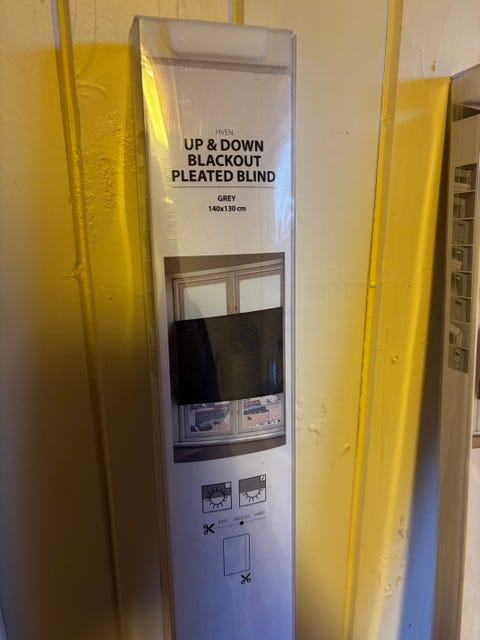 HVEN
UP & DOWN
BLACKOUT
PLEATED BLIND
GREY
140x130 cm
EASY MEDIUM HARD